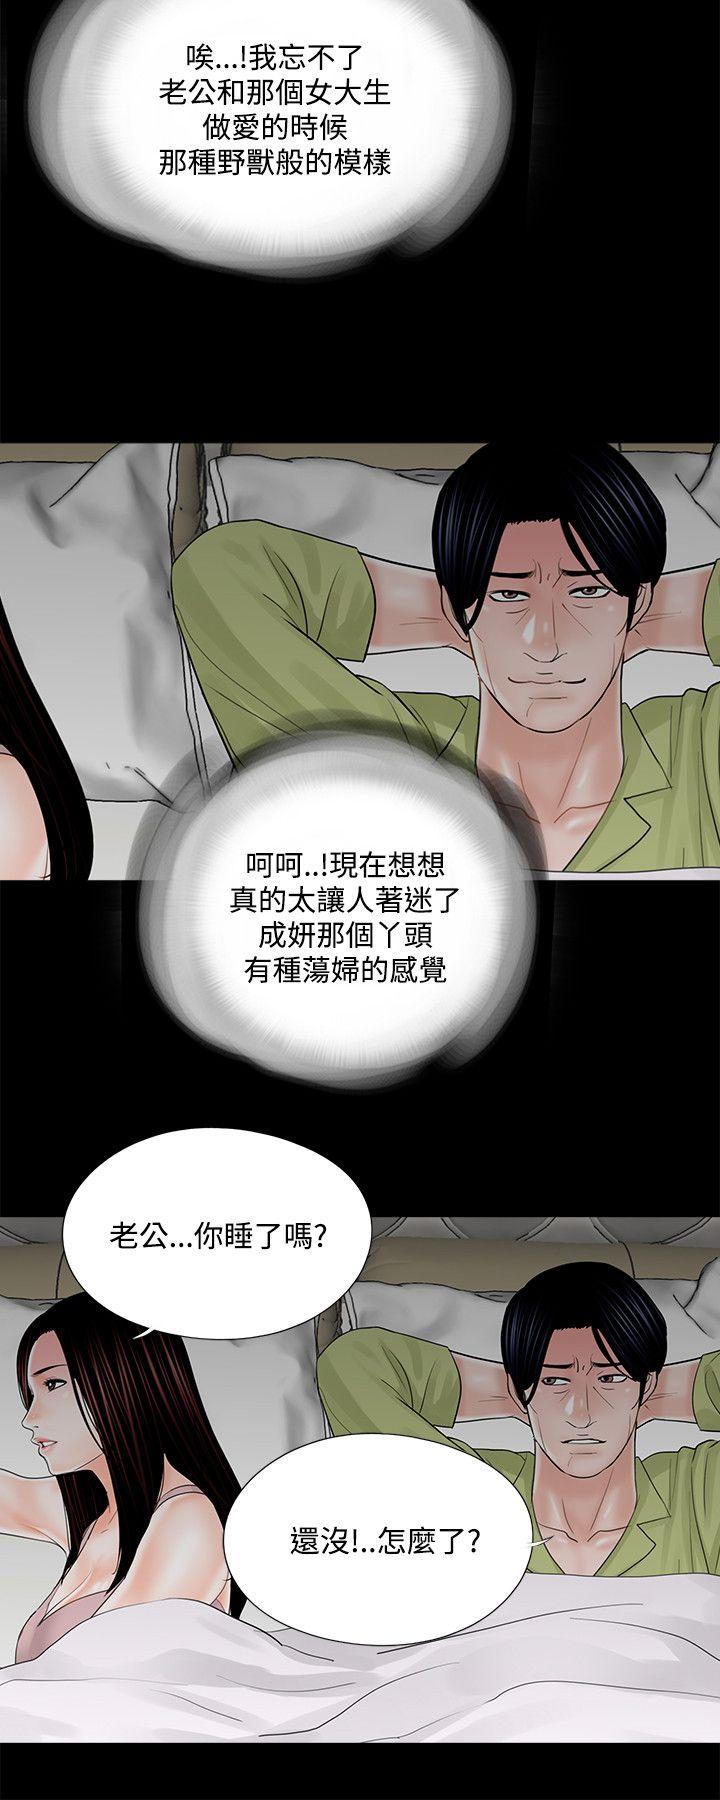 唉...!我忘不了
老公和那個女大生
做愛的時候
那種野獸般的模樣
呵呵..!現在想想
真的太讓人著迷了
成妍那個丫頭
有種蕩婦的感覺
老公...你睡了嗎?
還沒!..怎麼了?